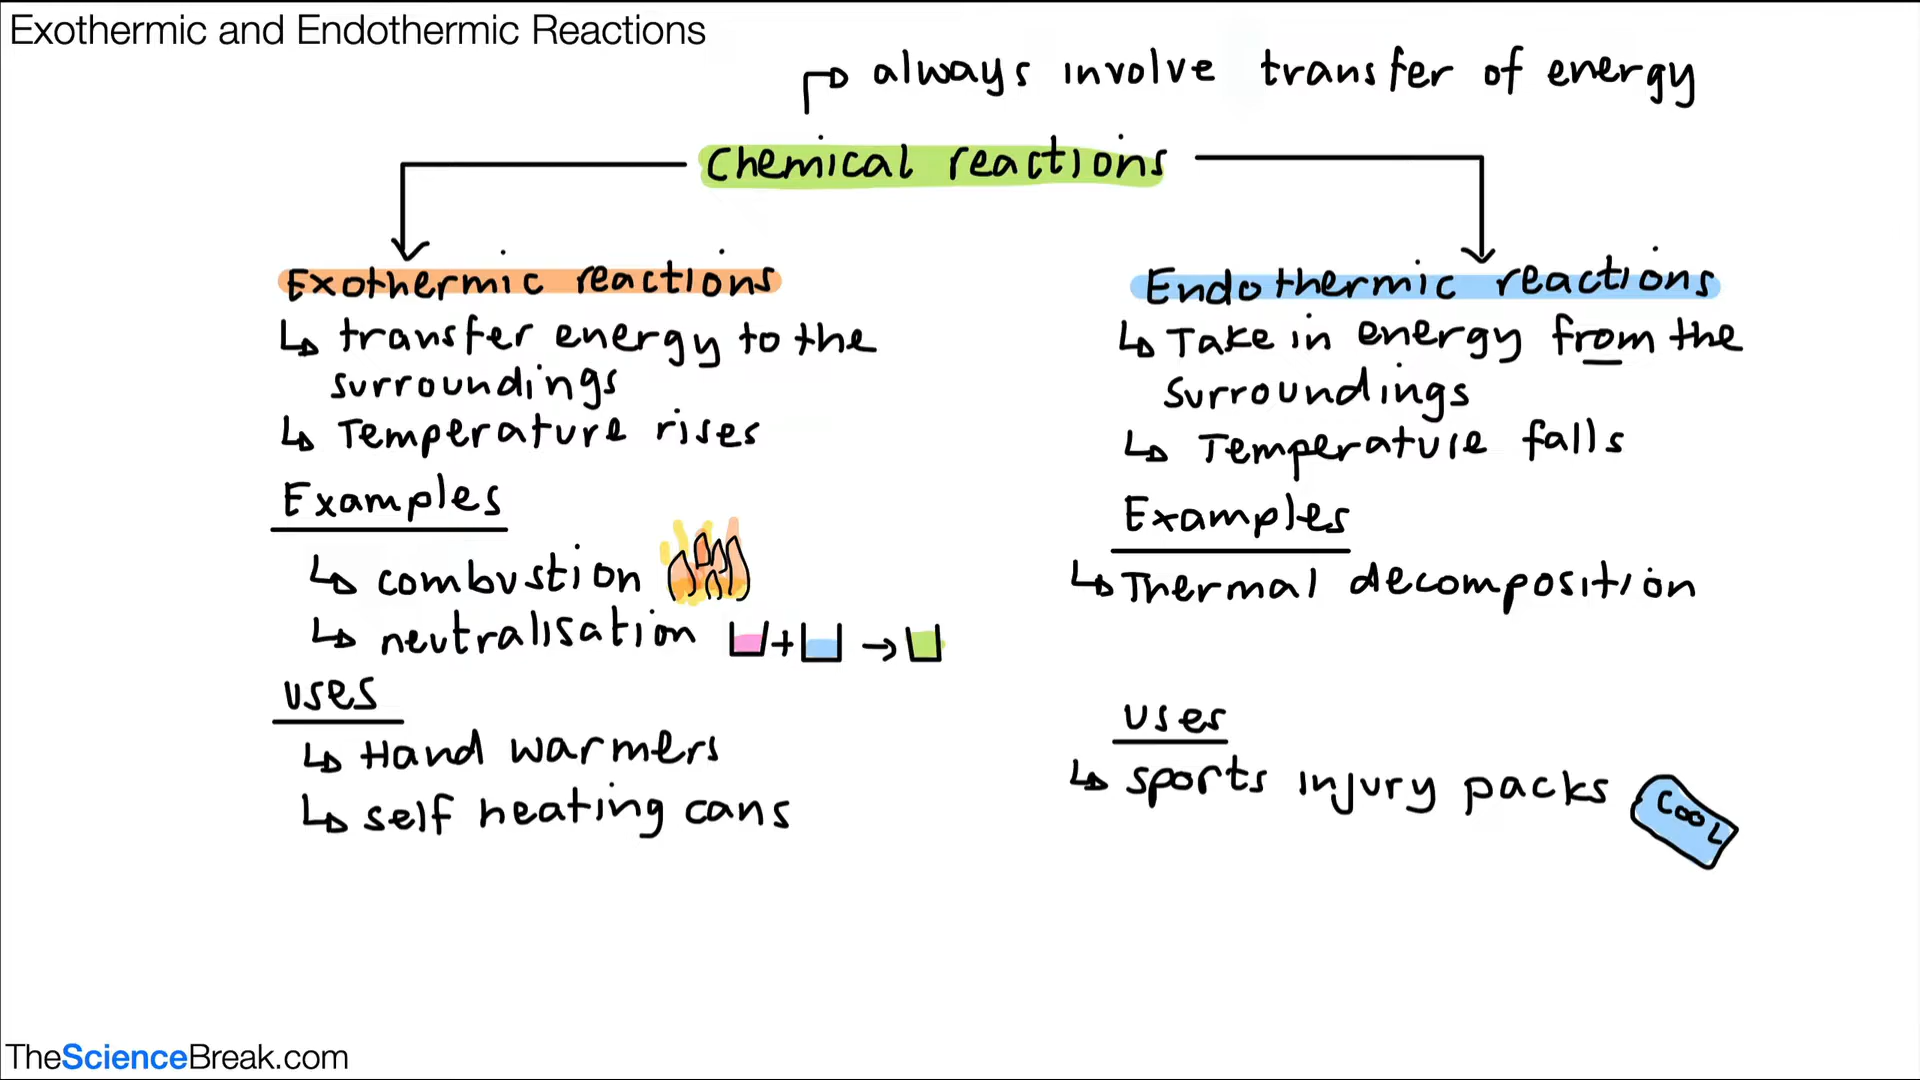 Exothermic and Endothermic Reactions
always involve transfer of energy
Chemical reactions
Exothermic reactions
transfer energy to the
surroundings
Temperature rises
Examples
combustion
neutralisation
+ →
uses
Hand warmers
self heating cans
Endothermic reactions
Take in energy from the
surroundings
Temperature falls
Examples
Thermal decomposition
uses
sports injury packs
COOL
TheScienceBreak.com